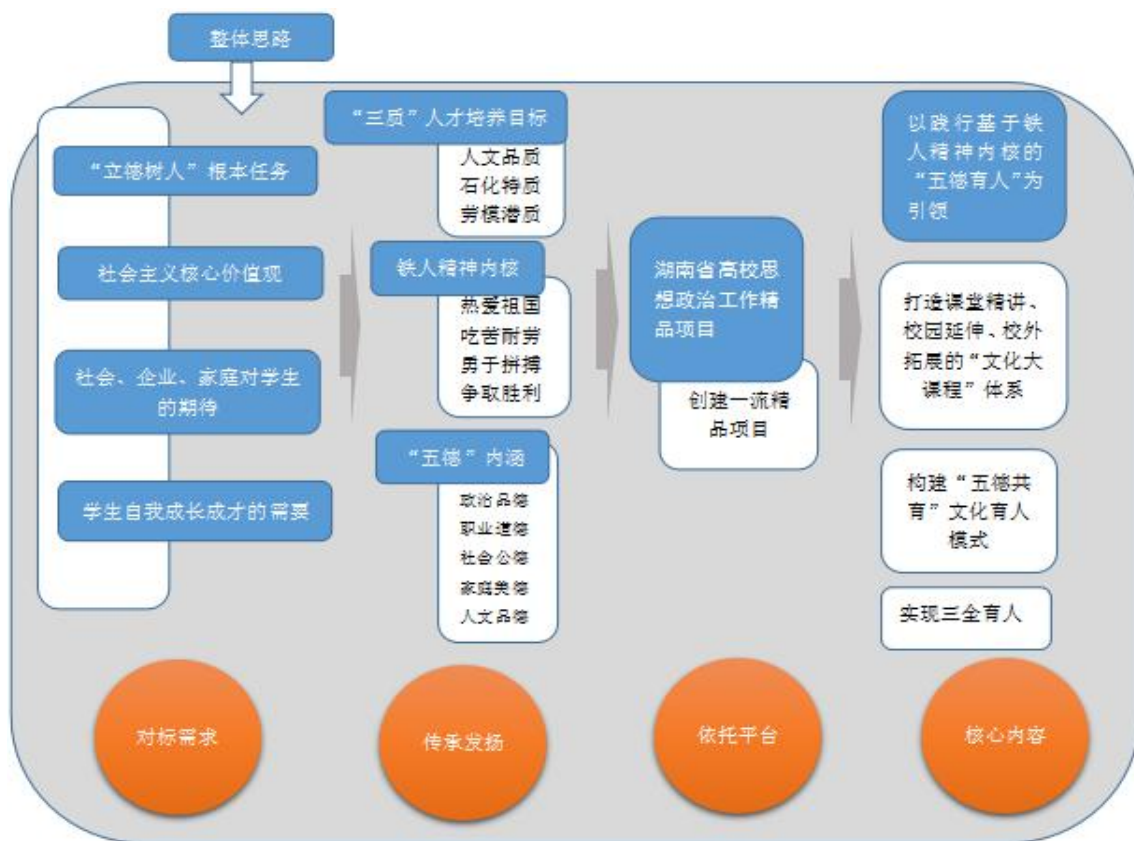 整体思路
“立德树人”根本任务
社会主义核心价值观
社会、企业、家庭对学生
的期待
学生自我成长成才的需要
对标需求
“三质”人才培养目标
人文品质
石化特质
劳模潜质
铁人精神内核
热爱祖国
吃苦耐劳
勇于拼搏
争取胜利
“五德”内涵
政治品德
职业道德
社会公德
家庭美德
人文品德
传承发扬
湖南省高校思
想政治工作精
品项目
创建一流精
品项目
依托平台
以践行基于铁
人精神内核的
“五德育人”为
引领
打造课堂精讲、
校园延伸、校外
拓展的“文化大
课程”体系
构建“五德共
育”文化育人
模式
实现三全育人
核心内容